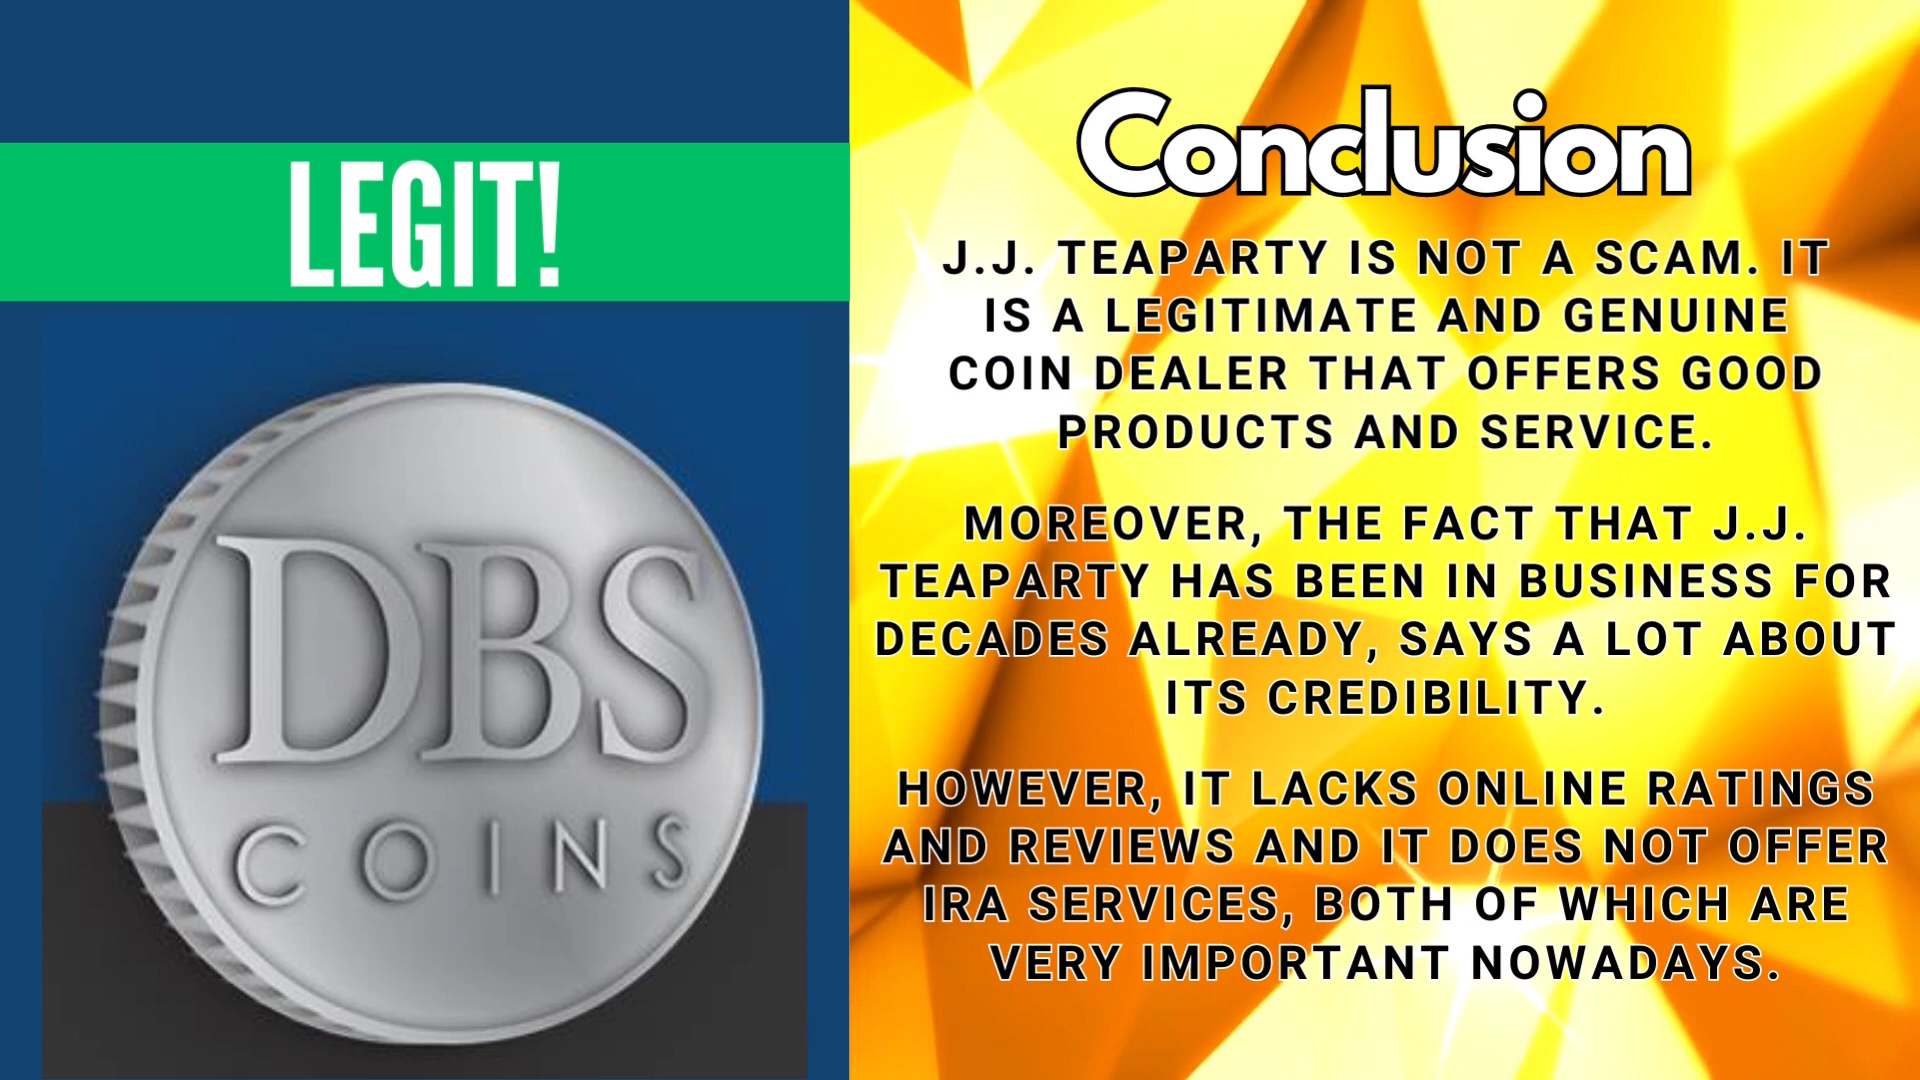 LEGIT!
DBS
COINS
Conclusion
J.J. TEAPARTY IS NOT A SCAM. IT
IS A LEGITIMATE AND GENUINE
COIN DEALER THAT OFFERS GOOD
PRODUCTS AND SERVICE.
MOREOVER, THE FACT THAT J.J.
TEAPARTY HAS BEEN IN BUSINESS FOR
DECADES ALREADY, SAYS A LOT ABOUT
ITS CREDIBILITY.
HOWEVER, IT LACKS ONLINE RATINGS
AND REVIEWS AND IT DOES NOT OFFER
IRA SERVICES, BOTH OF WHICH ARE
VERY IMPORTANT NOWADAYS.